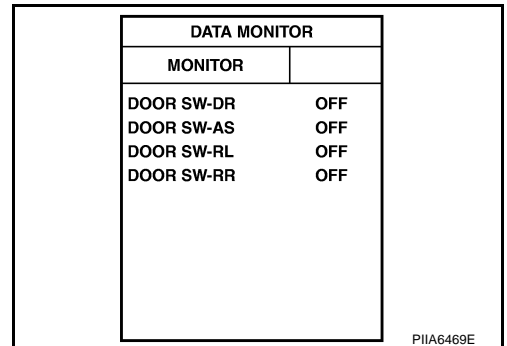 DATA MONITOR
MONITOR
DOOR SW-DR OFF
DOOR SW-AS OFF
DOOR SW-RL OFF
DOOR SW-RR OFF
PIIA6469E